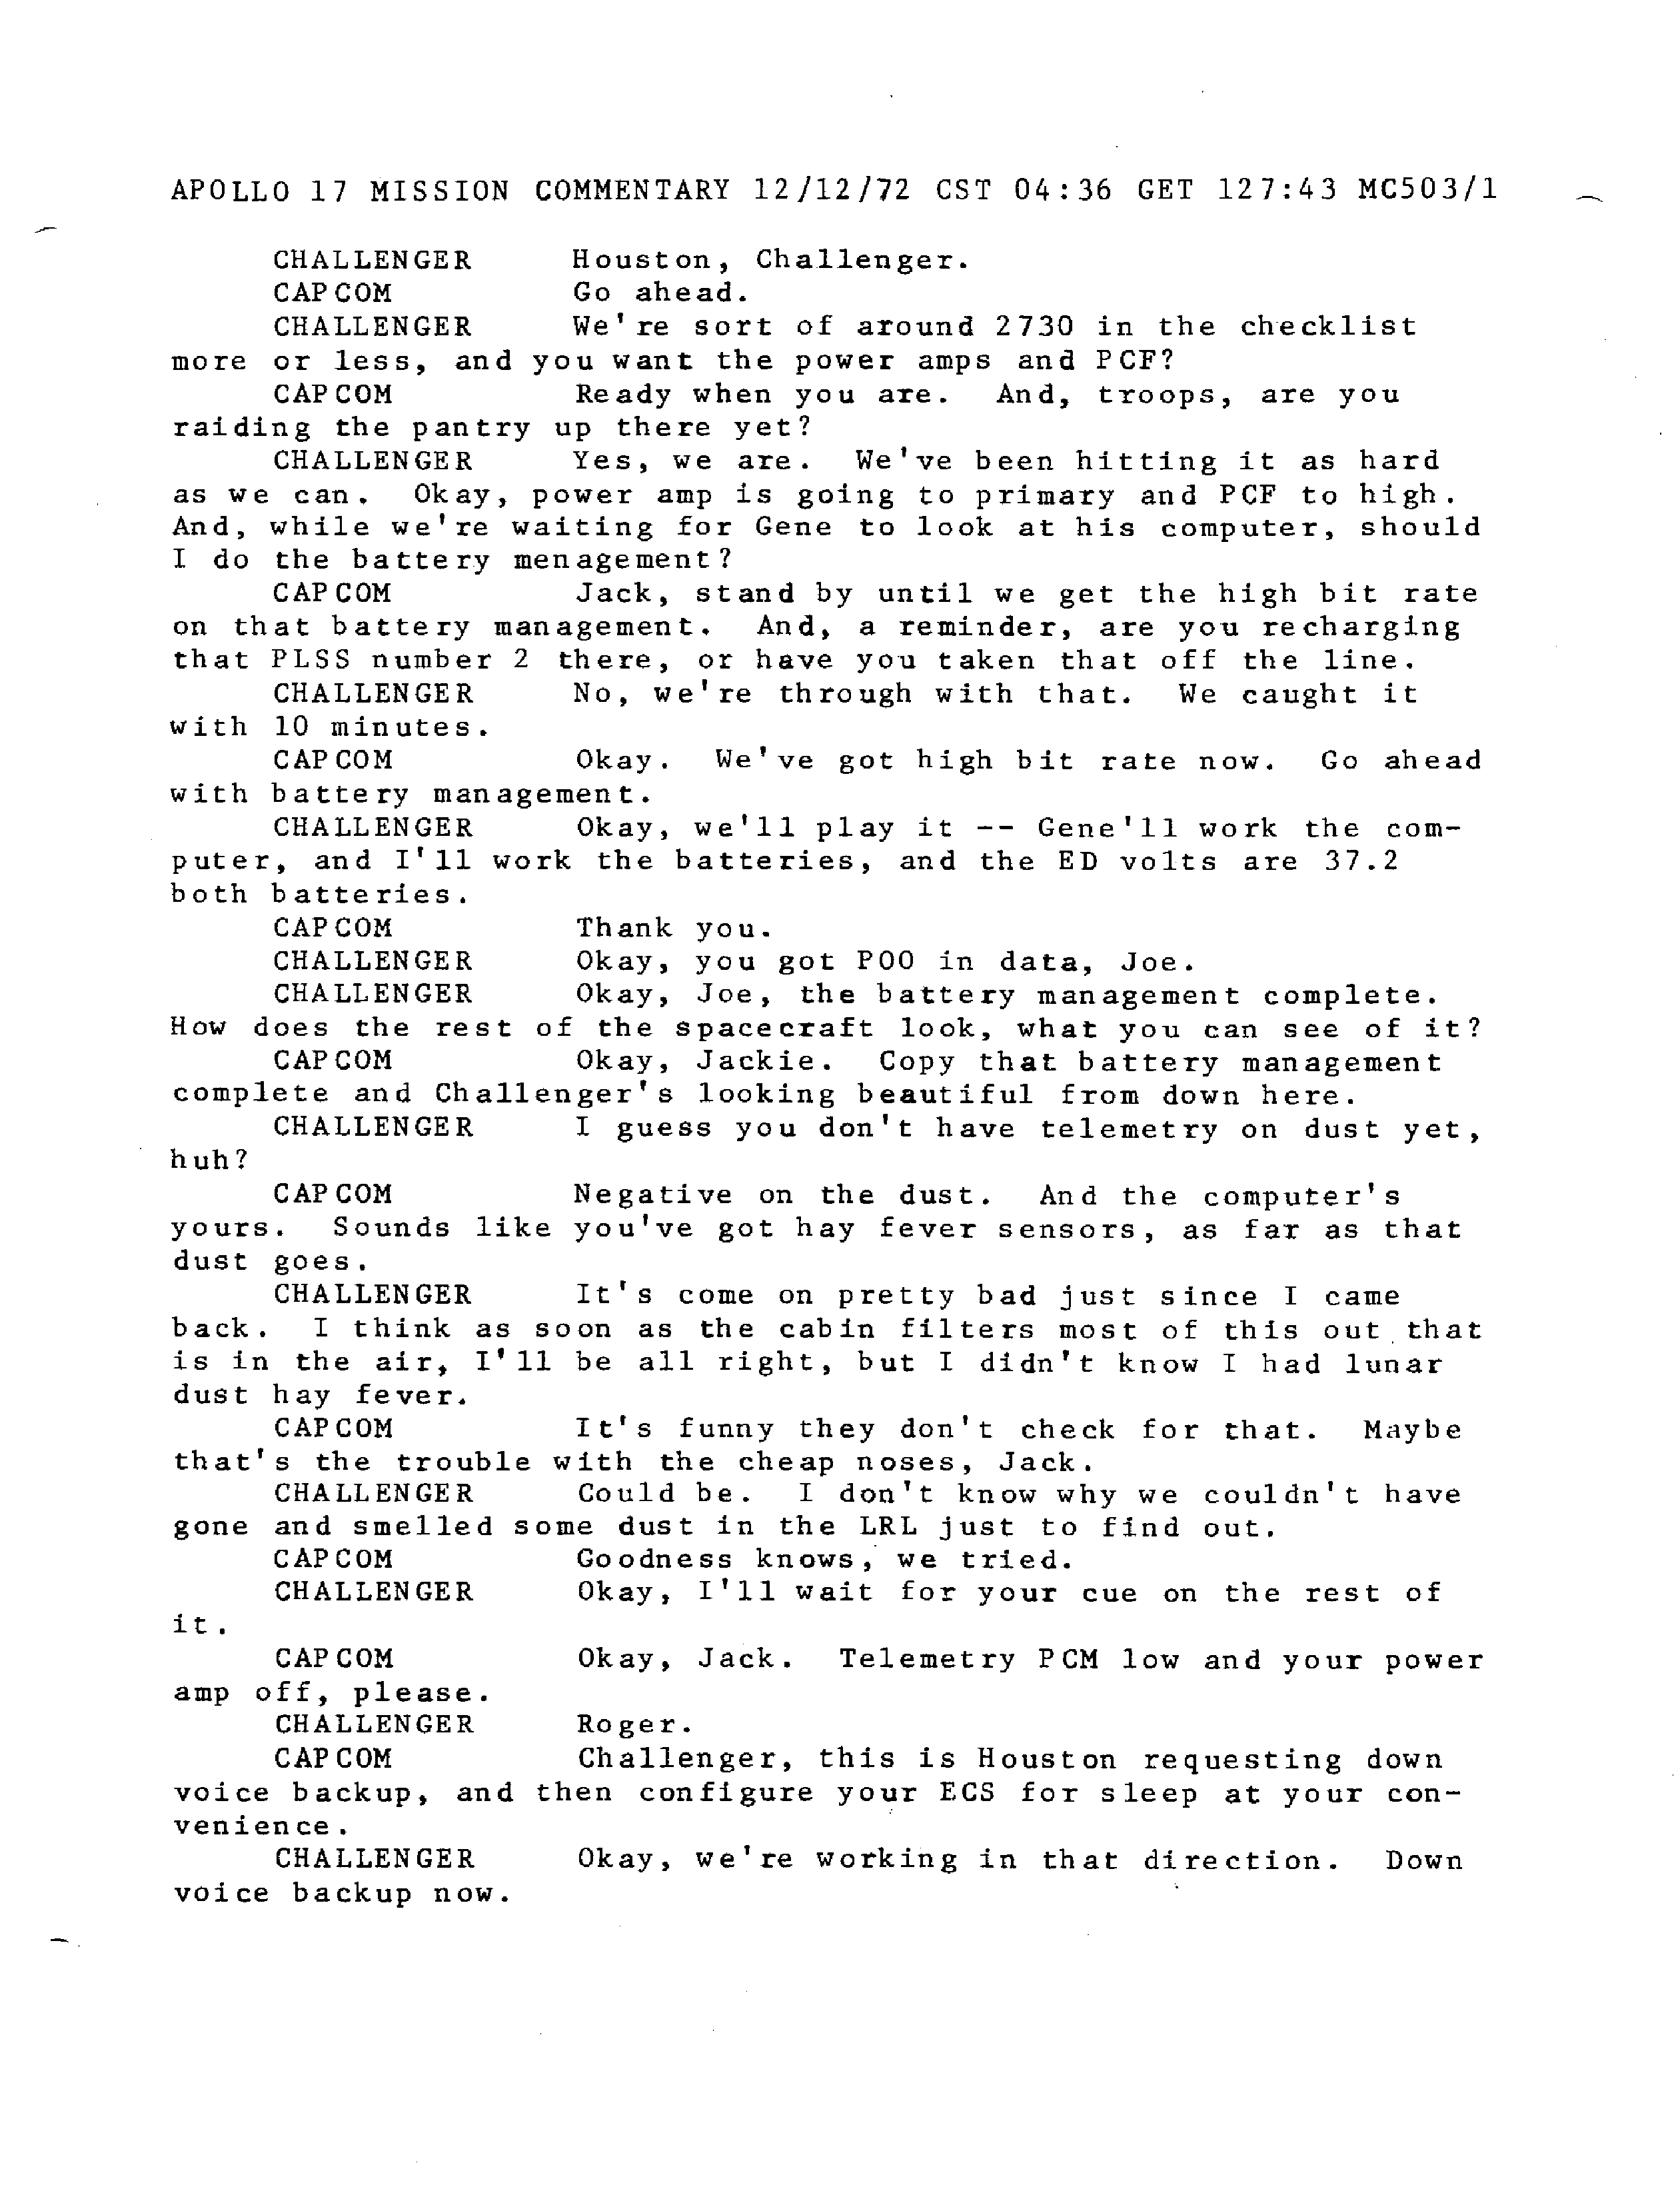 APOLLO 17 MISSION COMMENTARY 12/12/72 CST 04:36 GET 127:43 MC503/1
CHALLENGER Houston, Challenger.
CAPCOM Go ahead.
CHALLENGER We're sort of around 2730 in the checklist
more or less, and you want the power amps and PCF?
CAPCOM Ready when you are. And, troops, are you
raiding the pantry up there yet?
CHALLENGER Yes, we are. We've been hitting it as hard
as we can. Okay, power amp is going to primary and PCF to high.
And, while we're waiting for Gene to look at his computer, should
I do the battery menagement?
CAPCOM Jack, stand by until we get the high bit rate
on that battery management. And, a reminder, are you recharging
that PLSS number 2 there, or have you taken that off the line.
CHALLENGER No, we're through with that. We caught it
with 10 minutes.
CAPCOM Okay. We've got high bit rate now. Go ahead
with battery management.
CHALLENGER Okay, we'll play it -- Gene'll work the com-
puter, and I'll work the batteries, and the ED volts are 37.2
both batteries.
CAPCOM Thank you.
CHALLENGER Okay, you got POO in data, Joe.
CHALLENGER Okay, Joe, the battery management complete.
How does the rest of the spacecraft look, what you can see of it?
CAPCOM Okay, Jackie. Copy that battery management
complete and Challenger's looking beautiful from down here.
CHALLENGER I guess you don't have telemetry on dust yet,
huh?
CAPCOM Negative on the dust. And the computer's
yours. Sounds like you've got hay fever sensors, as far as that
dust goes.
CHALLENGER It's come on pretty bad just since I came
back. I think as soon as the cabin filters most of this out that
is in the air, I'll be all right, but I didn't know I had lunar
dust hay fever.
CAPCOM It's funny they don't check for that. Maybe
that's the trouble with the cheap noses, Jack.
CHALLENGER Could be. I don't know why we couldn't have
gone and smelled some dust in the LRL just to find out.
CAPCOM Goodness knows, we tried.
CHALLENGER Okay, I'll wait for your cue on the rest of
it.
CAPCOM Okay, Jack. Telemetry PCM low and your power
amp off, please.
CHALLENGER Roger.
CAPCOM Challenger, this is Houston requesting down
voice backup, and then configure your ECS for sleep at your con-
venience.
CHALLENGER Okay, we're working in that direction. Down
voice backup now.